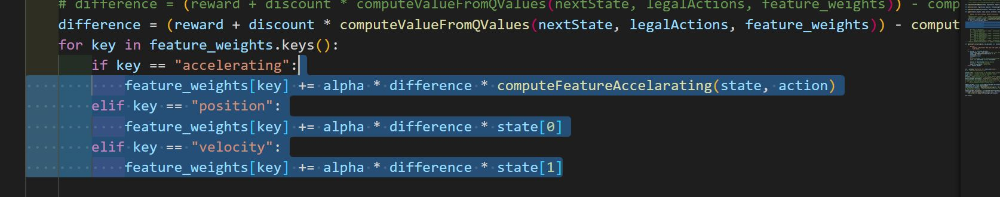 # difference = (reward + discount * computeValueFromQValues(nextState, legalActions, feature_weights)) - comp
difference = (reward + discount * computeValueFromQValues(nextState, legalActions, feature_weights)) - comput
for key in feature_weights.keys():
if key == "accelerating":
feature_weights[key] += alpha * difference * computeFeatureAccelarating(state, action)
elif key == "position":
feature_weights[key] += alpha * difference * state[0]
elif key == "velocity":
feature_weights[key] += alpha * difference * state[1]